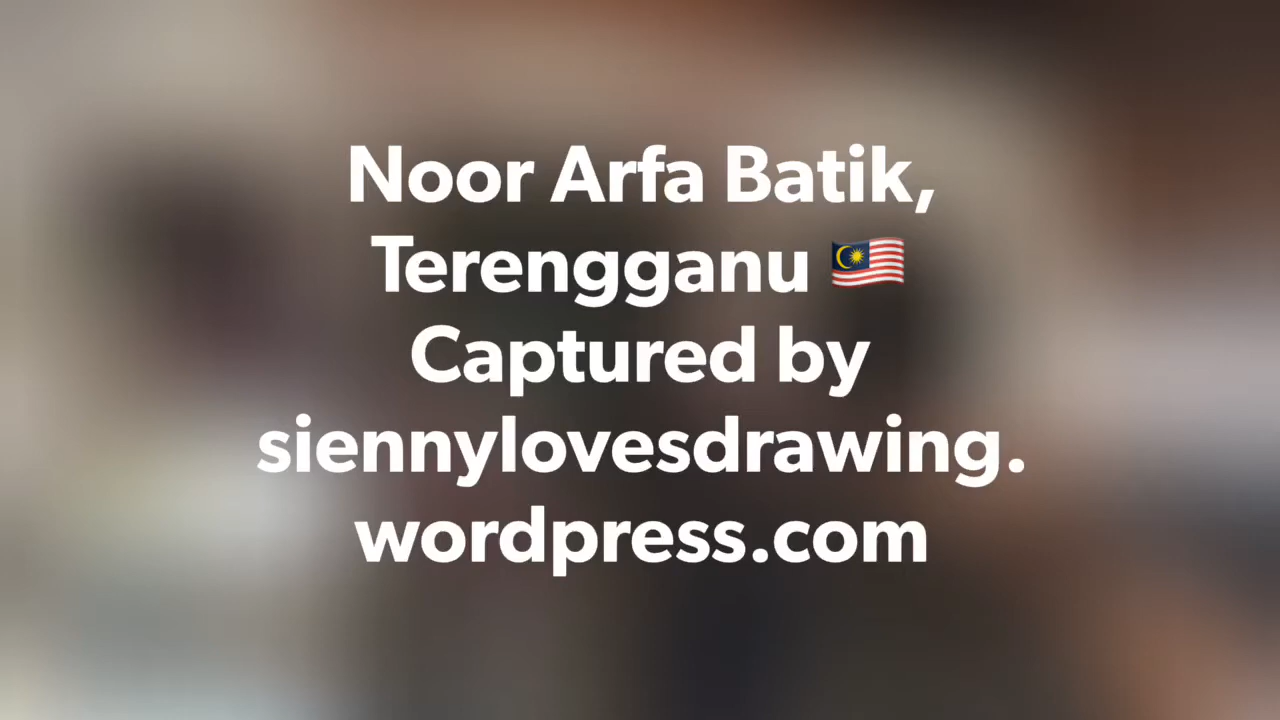 Noor Arfa Batik,
Terengganu 🇲🇾
Captured by
siennylovesdrawing.
wordpress.com